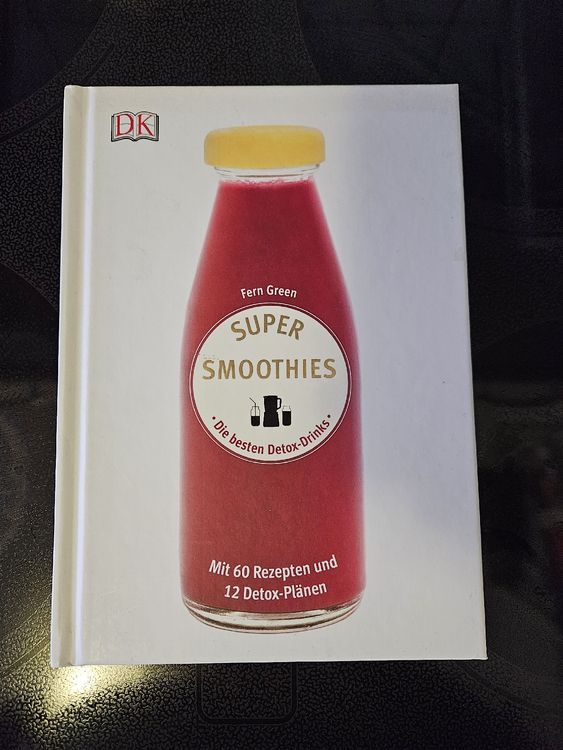 DK
Fern Green
SUPER
SMOOTHIES
• Die besten Detox-Drinks •
Mit 60 Rezepten und
12 Detox-Plänen